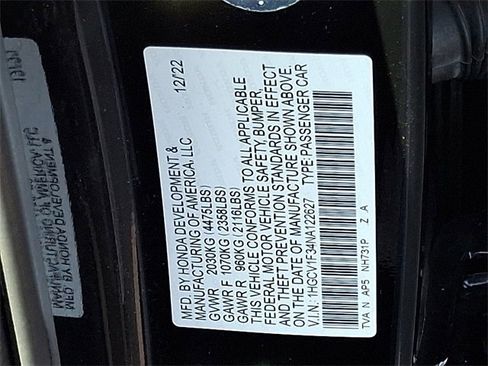 MFD. BY HONDA DEVELOPMENT &
MANUFACTURING OF AMERICA, LLC 12/22
GVWR 2030KG (4475LBS)
GAWR F 1070KG (2358LBS)
GAWR R 960KG (2116LBS)
THIS VEHICLE CONFORMS TO ALL APPLICABLE
FEDERAL MOTOR VEHICLE SAFETY, BUMPER,
AND THEFT PREVENTION STANDARDS IN EFFECT
ON THE DATE OF MANUFACTURE SHOWN ABOVE.
V.I.N.: 1HGCV1F34NA122627 TYPE:PASSENGER CAR
TVA N AP5 NH731P Z A